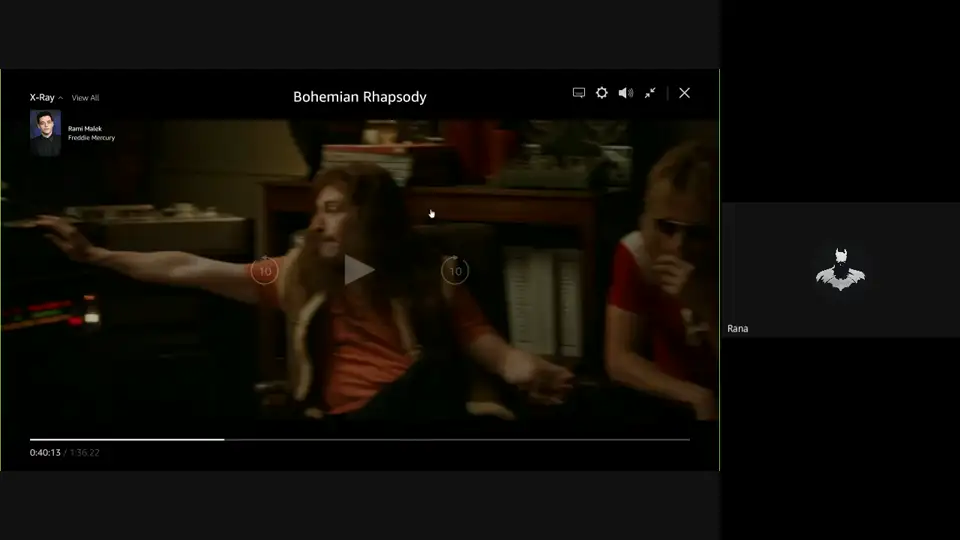 X-Ray View All
Bohemian Rhapsody
Rami Malek
Freddie Mercury
10
10
0:40:13 / 1:36:22
Rana